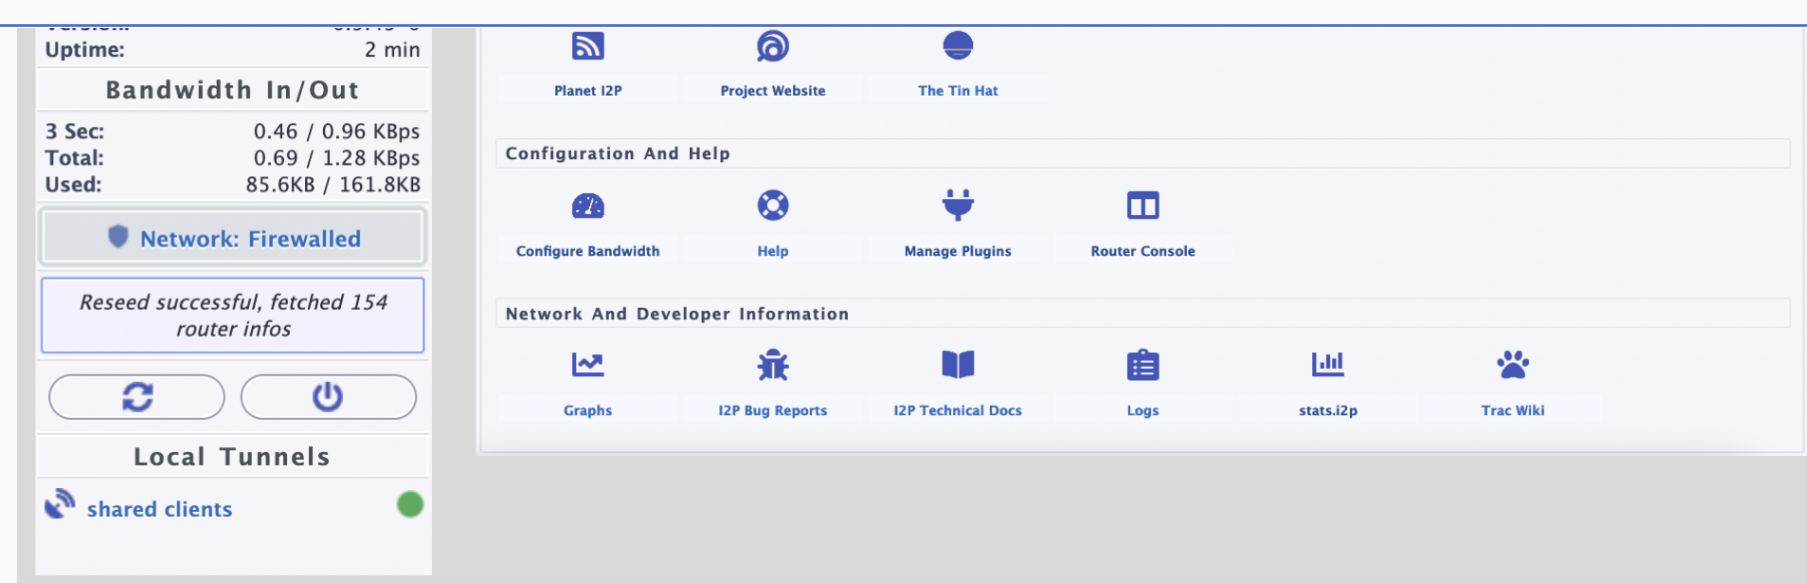 Uptime: 2 min
Bandwidth In/Out
3 Sec: 0.46 / 0.96 KBps
Total: 0.69 / 1.28 KBps
Used: 85.6KB / 161.8KB
Network: Firewalled
Reseed successful, fetched 154
router infos
Local Tunnels
shared clients
Planet I2P Project Website The Tin Hat
Configuration And Help
Configure Bandwidth Help Manage Plugins Router Console
Network And Developer Information
Graphs I2P Bug Reports I2P Technical Docs Logs stats.i2p Trac Wiki